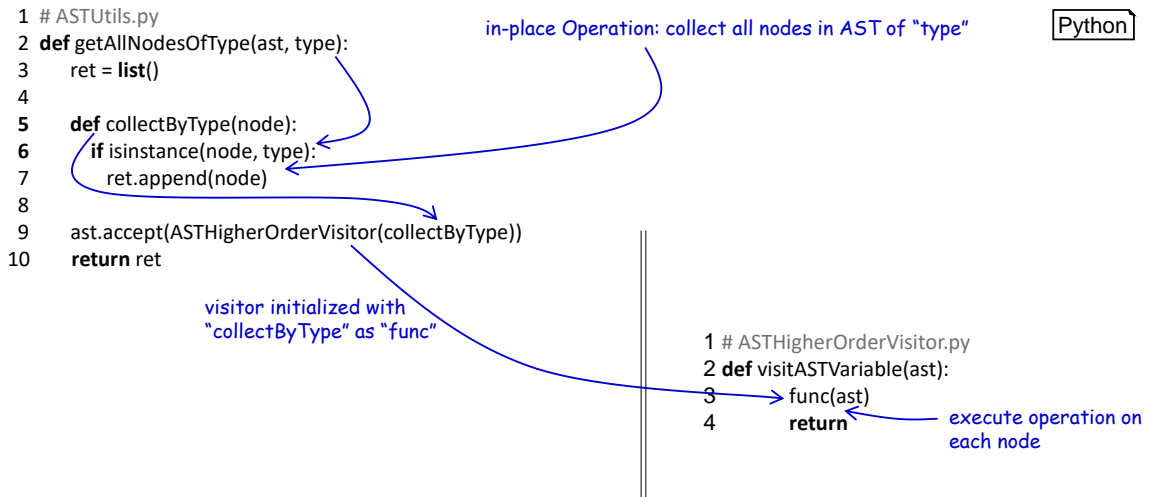 1 # ASTUtils.py
2 def getAllNodesOfType(ast, type):
3 ret = list()
4
5 def collectByType(node):
6 if isinstance(node, type):
7 ret.append(node)
8
9 ast.accept(ASTHigherOrderVisitor(collectByType))
10 return ret
in-place Operation: collect all nodes in AST of “type”
Python
visitor initialized with
“collectByType” as “func”
1 # ASTHigherOrderVisitor.py
2 def visitASTVariable(ast):
3 func(ast)
4 return
execute operation on
each node